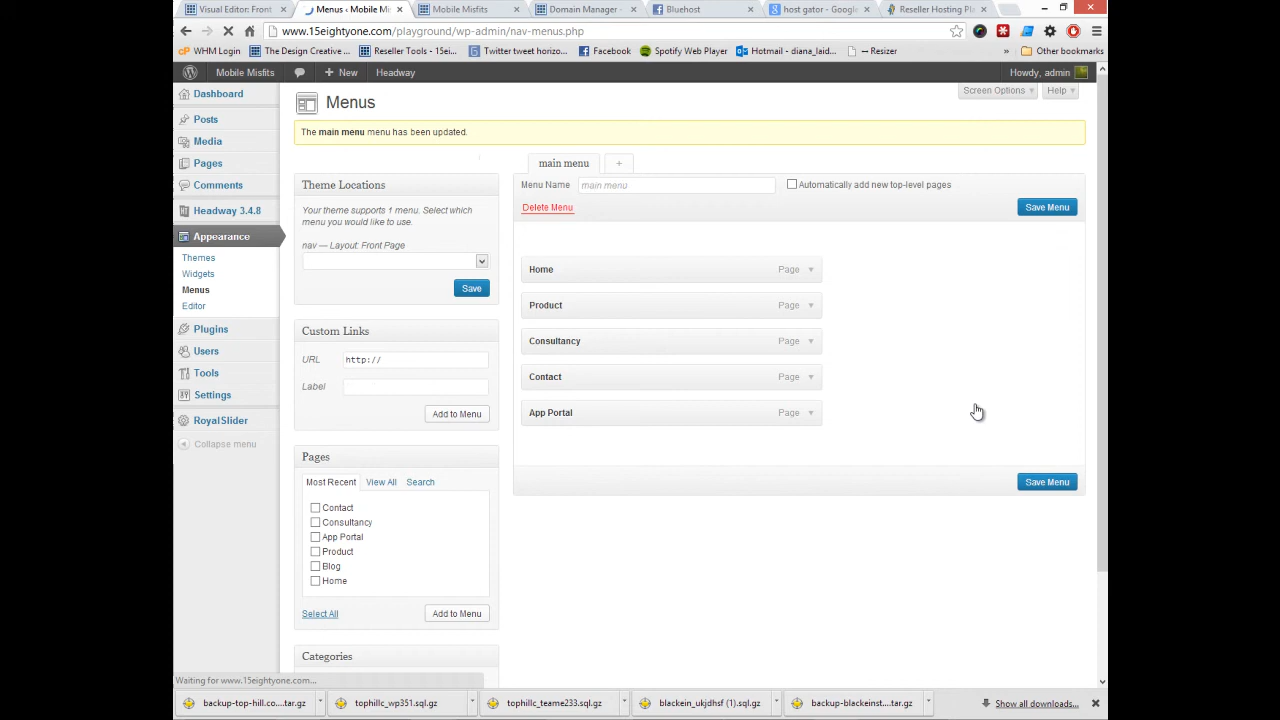 Visual Editor: Front
Menus ‹ Mobile Mis
Mobile Misfits
Domain Manager -
Bluehost
host gator - Google
Reseller Hosting Pla
www.15eightyone.com/playground/wp-admin/nav-menus.php
WHM Login
The Design Creative ...
Reseller Tools - 15ei...
Twitter tweet horizo...
Facebook
Spotify Web Player
Hotmail - diana_laid...
-- Resizer
»
Other bookmarks
Mobile Misfits
+ New
Headway
Howdy, admin
Dashboard
Posts
Media
Pages
Comments
Headway 3.4.8
Appearance
Themes
Widgets
Menus
Editor
Plugins
Users
Tools
Settings
RoyalSlider
Collapse menu
Screen Options
Help
Menus
The main menu menu has been updated.
Theme Locations
Your theme supports 1 menu. Select which
menu you would like to use.
nav — Layout: Front Page
Save
Custom Links
URL http://
Label
Add to Menu
Pages
Most Recent View All Search
Contact
Consultancy
App Portal
Product
Blog
Home
Select All
Add to Menu
Categories
main menu +
Menu Name main menu
Automatically add new top-level pages
Delete Menu
Save Menu
Home Page
Product Page
Consultancy Page
Contact Page
App Portal Page
Save Menu
Waiting for www.15eightyone.com...
backup-top-hill.co....tar.gz
tophillc_wp351.sql.gz
tophillc_teame233.sql.gz
blackein_ukjdhsf (1).sql.gz
backup-blackeinst....tar.gz
Show all downloads...